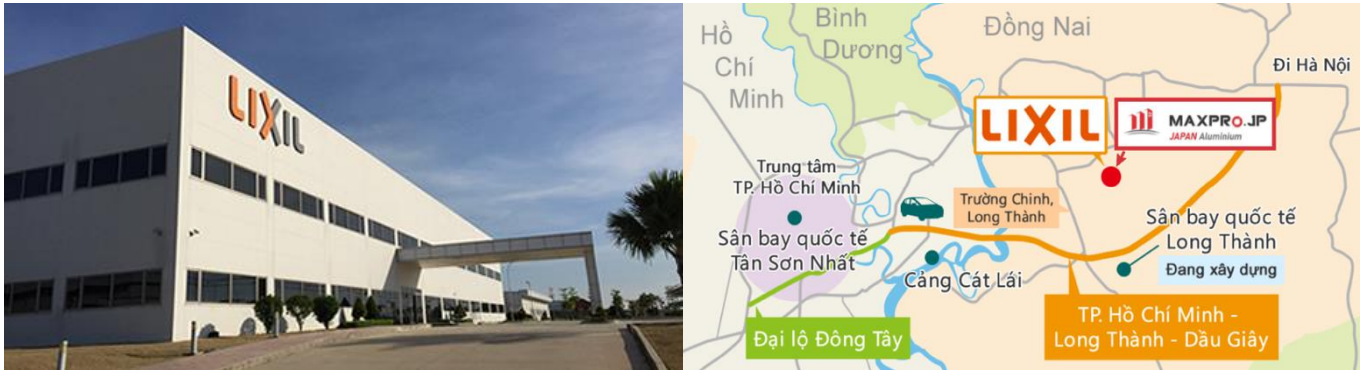 LIXIL
Hồ
Chí
Minh
Bình
Dương
Đồng Nai
Đi Hà Nội
LIXIL
MAXPRO.JP
JAPAN Aluminium
Trung tâm
TP. Hồ Chí Minh
Trường Chinh,
Long Thành
Sân bay quốc tế
Long Thành
Đang xây dựng
Sân bay quốc tế
Tân Sơn Nhất
Cảng Cát Lái
Đại lộ Đông Tây
TP. Hồ Chí Minh -
Long Thành - Dầu Giây